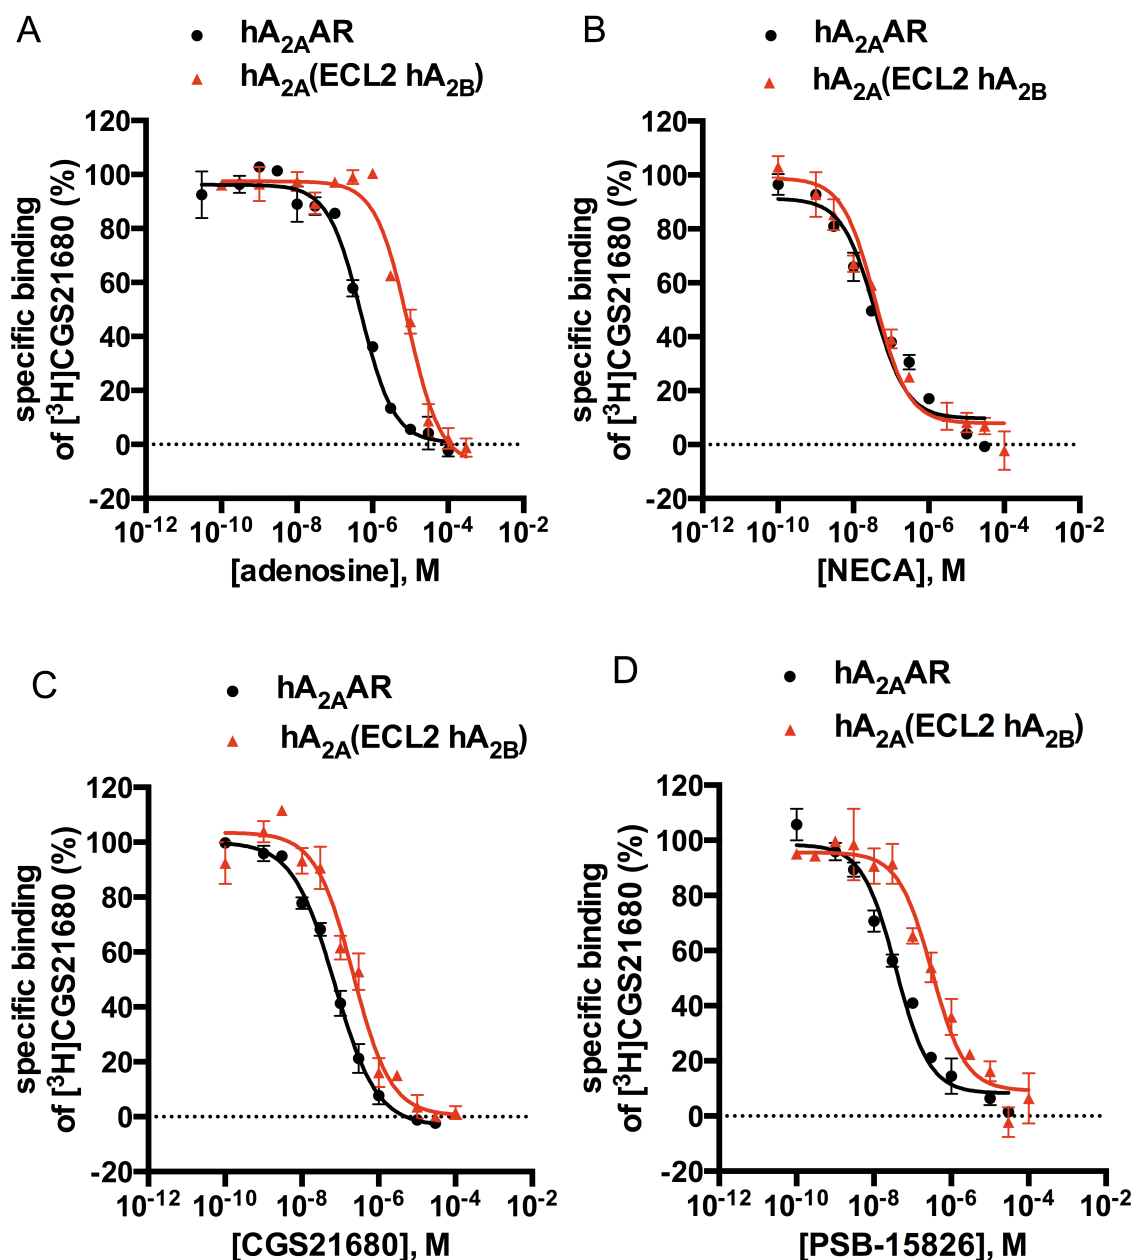 A
hA2AAR
hA2A(ECL2 hA2B)
120
100
80
60
40
20
0
-20
specific binding
of [3H]CGS21680 (%)
10-12 10-10 10-8 10-6 10-4 10-2
[adenosine], M
B
hA2AAR
hA2A(ECL2 hA2B
120
100
80
60
40
20
0
-20
specific binding
of [3H]CGS21680 (%)
10-12 10-10 10-8 10-6 10-4 10-2
[NECA], M
C
hA2AAR
hA2A(ECL2 hA2B)
120
100
80
60
40
20
0
-20
specific binding
of [3H]CGS21680 (%)
10-12 10-10 10-8 10-6 10-4 10-2
[CGS21680], M
D
hA2AAR
hA2A(ECL2 hA2B)
120
100
80
60
40
20
0
-20
specific binding
of [3H]CGS21680 (%)
10-12 10-10 10-8 10-6 10-4 10-2
[PSB-15826], M